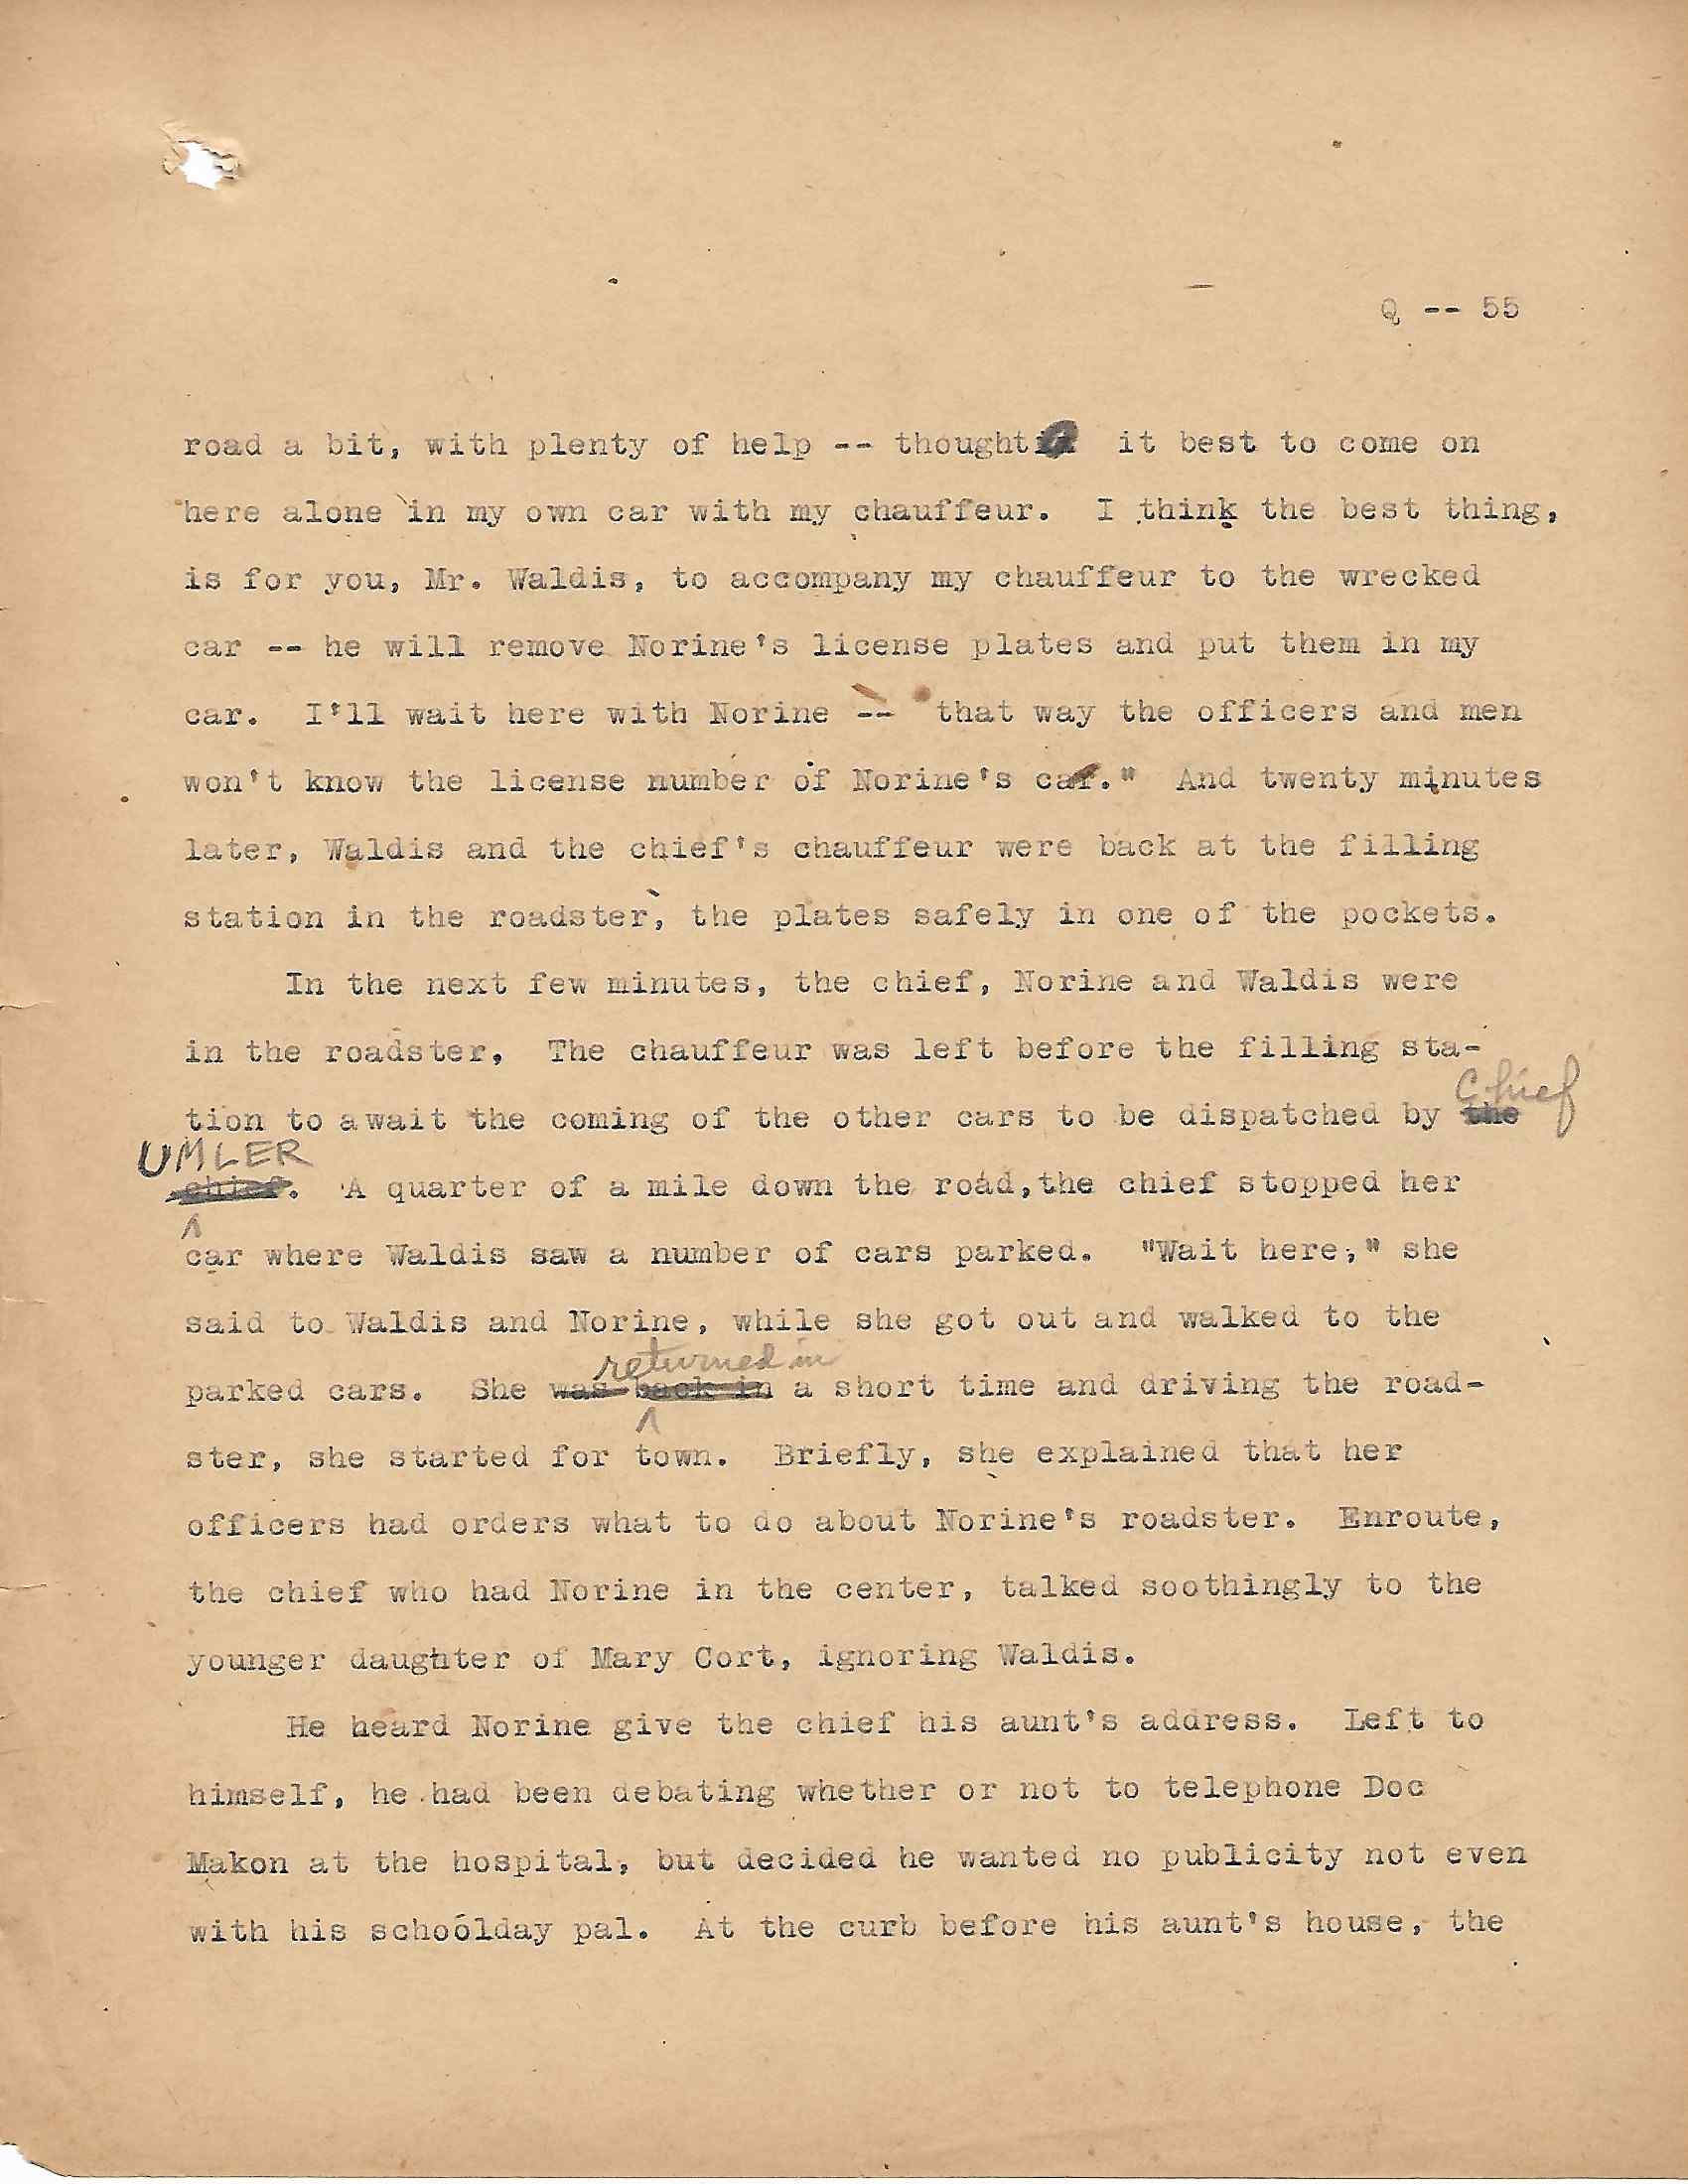 Q -- 55
road a bit, with plenty of help -- thought it best to come on
here alone in my own car with my chauffeur.  I think the best thing,
is for you, Mr. Waldis, to accompany my chauffeur to the wrecked
car -- he will remove Norine's license plates and put them in my
car.  I'll wait here with Norine -- that way the officers and men
won't know the license number of Norine's car."  And twenty minutes
later, Waldis and the chief's chauffeur were back at the filling
station in the roadster, the plates safely in one of the pockets.
In the next few minutes, the chief, Norine and Waldis were
in the roadster,  The chauffeur was left before the filling sta-
Chief
tion to await the coming of the other cars to be dispatched by the
UMLER
chief.  A quarter of a mile down the road,the chief stopped her
car where Waldis saw a number of cars parked.  "Wait here," she
said to Waldis and Norine, while she got out and walked to the
returned in
parked cars.  She was back in a short time and driving the road-
ster, she started for town.  Briefly, she explained that her
officers had orders what to do about Norine's roadster.  Enroute,
the chief who had Norine in the center, talked soothingly to the
younger daughter of Mary Cort, ignoring Waldis.
He heard Norine give the chief his aunt's address.  Left to
himself, he had been debating whether or not to telephone Doc
Makon at the hospital, but decided he wanted no publicity not even
with his schoolday pal.  At the curb before his aunt's house, the